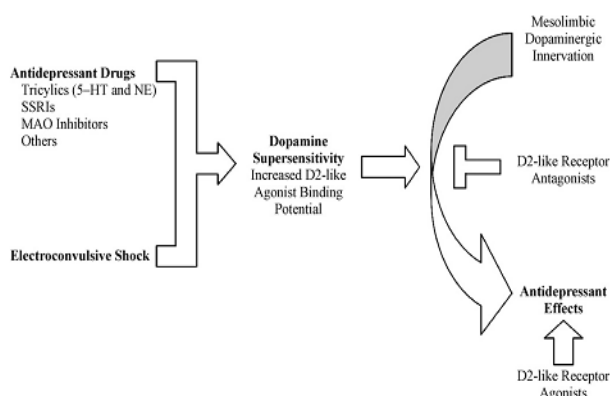 Mesolimbic
Dopaminergic
Innervation
Antidepressant Drugs
Tricylics (5–HT and NE)
SSRIs
MAO Inhibitors
Others
Dopamine
Supersensitivity
Increased D2-like
Agonist Binding
Potential
D2-like Receptor
Antagonists
Electroconvulsive Shock
Antidepressant
Effects
D2-like Receptor
Agonists